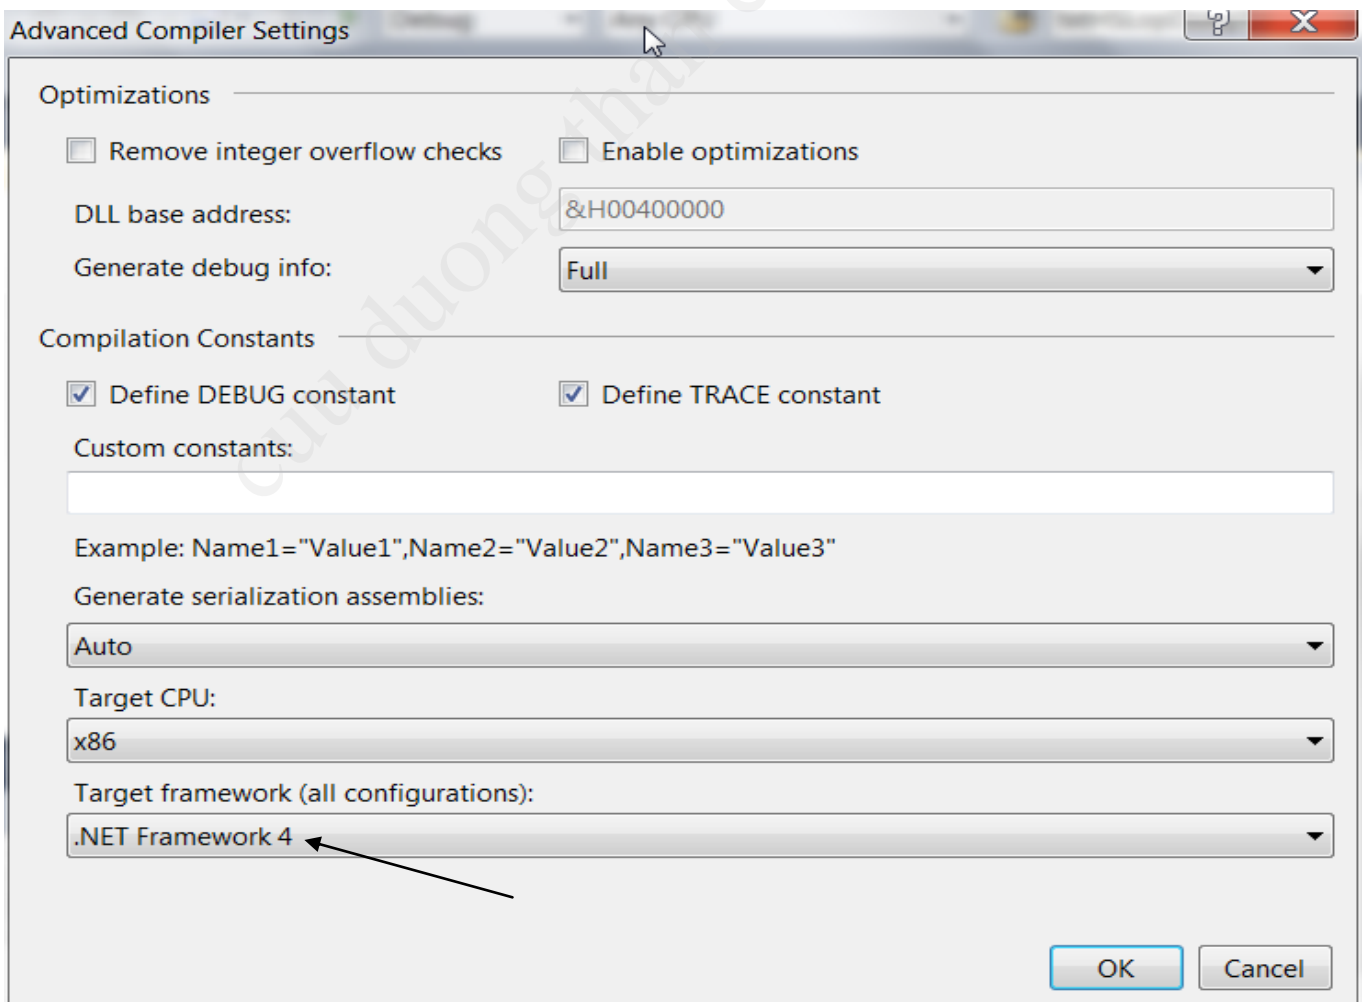 Advanced Compiler Settings
Optimizations
Remove integer overflow checks
Enable optimizations
DLL base address:
&H00400000
Generate debug info:
Full
Compilation Constants
Define DEBUG constant
Define TRACE constant
Custom constants:
Example: Name1="Value1",Name2="Value2",Name3="Value3"
Generate serialization assemblies:
Auto
Target CPU:
x86
Target framework (all configurations):
.NET Framework 4
OK
Cancel
cuu duong